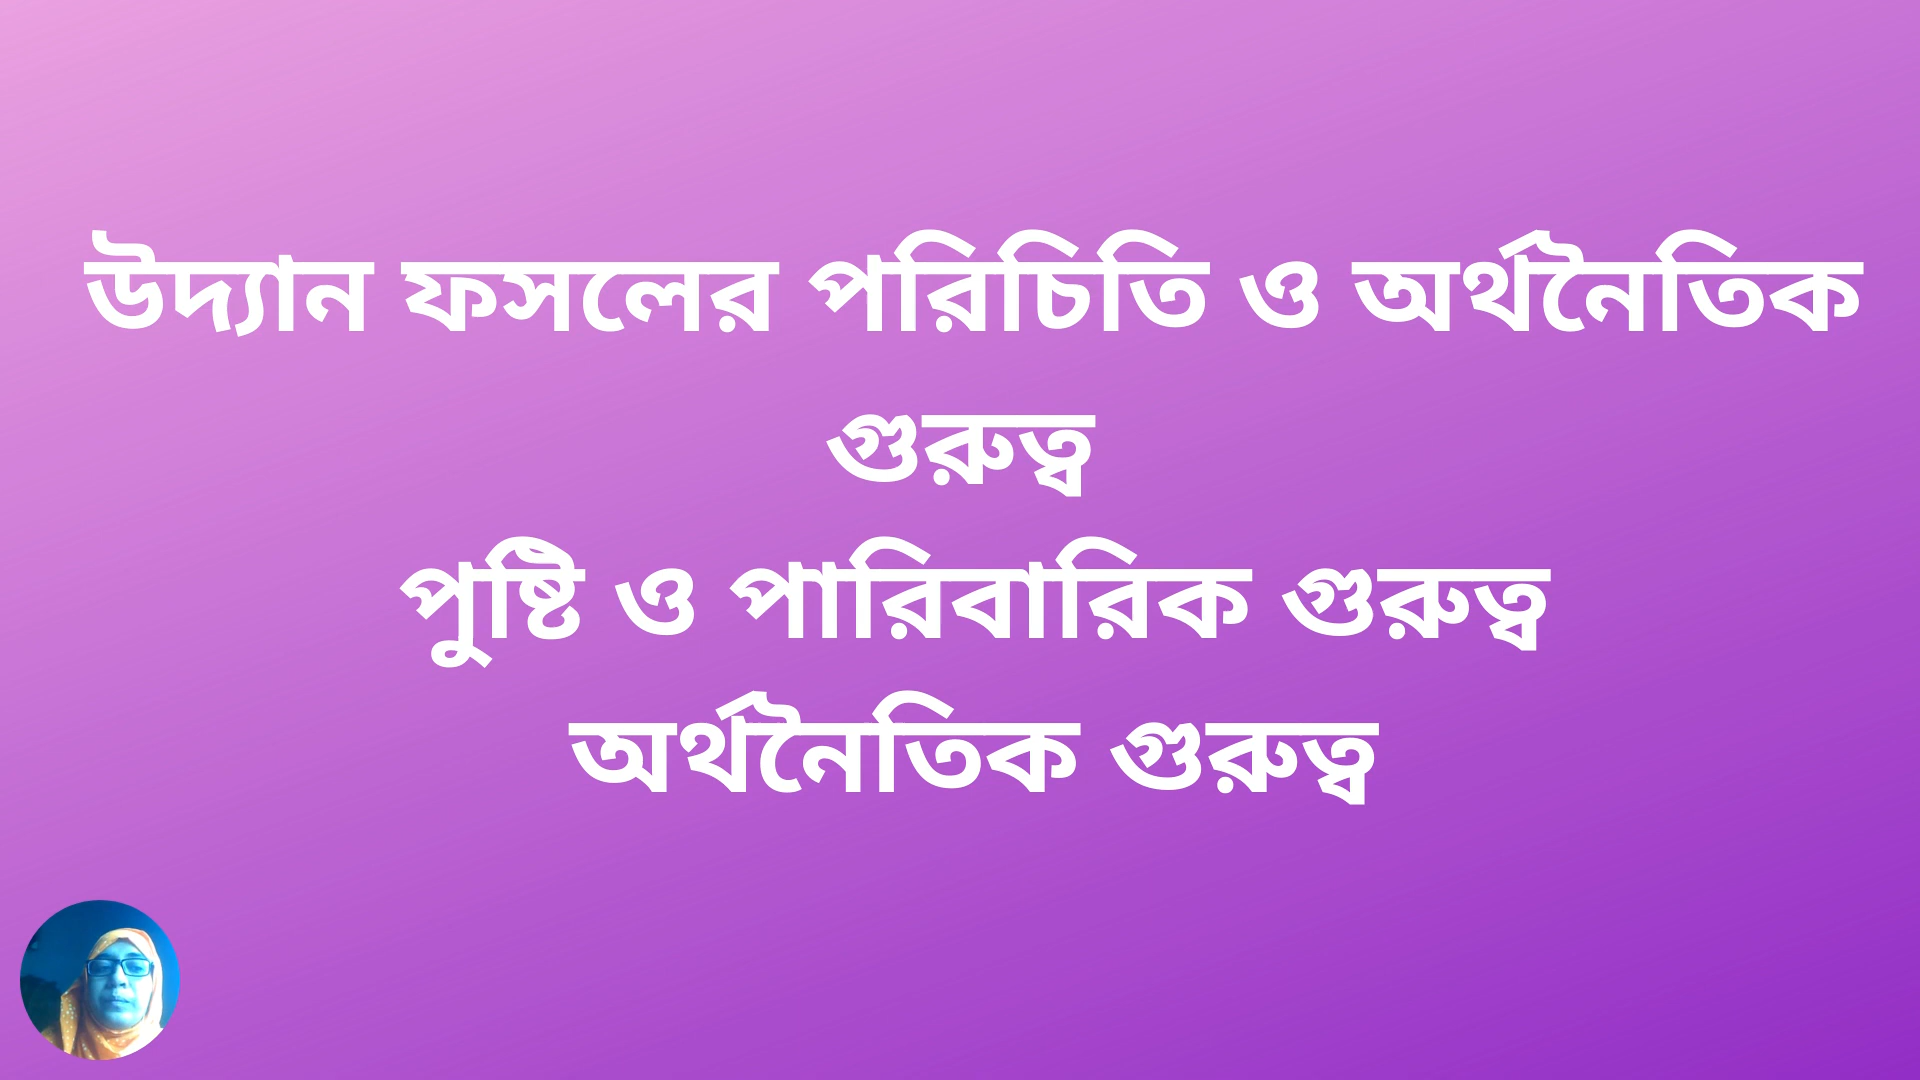 উদ্যান ফসলের পরিচিতি ও অর্থনৈতিক
গুরুত্ব
পুষ্টি ও পারিবারিক গুরুত্ব
অর্থনৈতিক গুরুত্ব